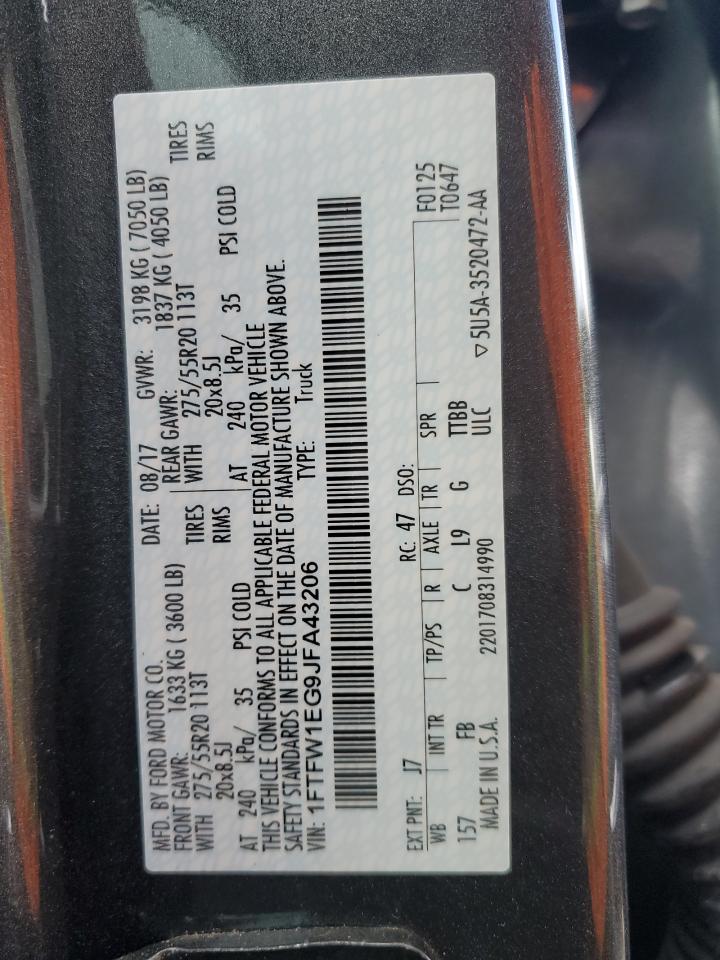 MFD. BY FORD MOTOR CO. DATE: 08/17 GVWR: 3198 KG ( 7050 LB)
FRONT GAWR: 1633 KG ( 3600 LB) REAR GAWR: 1837 KG ( 4050 LB)
WITH 275/55R20 113T TIRES WITH 275/55R20 113T TIRES
20x8.5J RIMS 20x8.5J RIMS
AT 240 kPa/ 35 PSI COLD AT 240 kPa/ 35 PSI COLD
THIS VEHICLE CONFORMS TO ALL APPLICABLE FEDERAL MOTOR VEHICLE
SAFETY STANDARDS IN EFFECT ON THE DATE OF MANUFACTURE SHOWN ABOVE.
VIN: 1FTFW1EG9JFA43206 TYPE: Truck
EXT PNT: J7 RC: 47 DSO: F0125
WB INT TR TP/PS R AXLE TR SPR T0647
157 FB C L9 G TTBB
ULC
MADE IN U.S.A. 2201708314990 ▽ 5U5A-3520472-AA